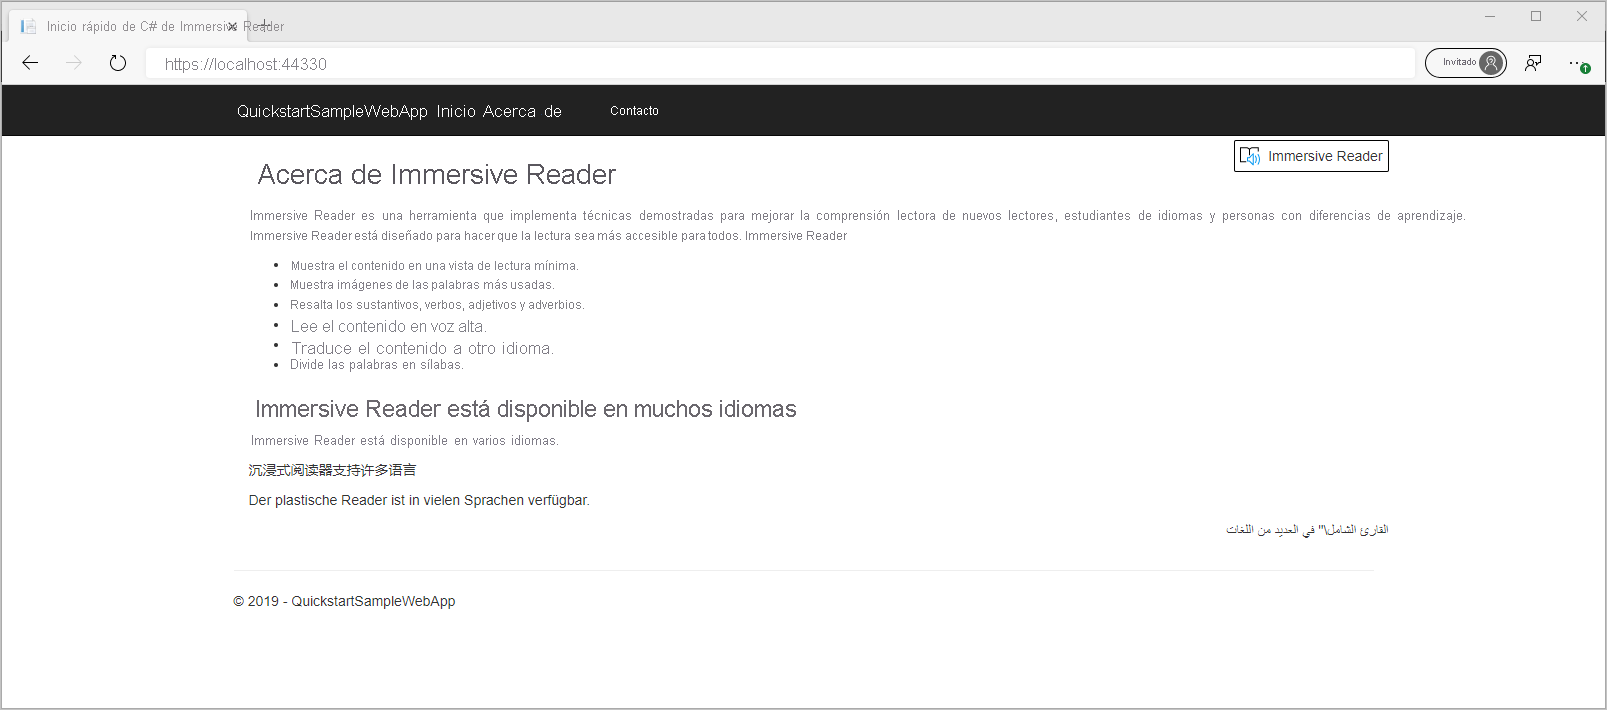 Inicio rápido de C# de Immersive Reader
https://localhost:44330
Invitado
QuickstartSampleWebApp Inicio Acerca de Contacto
Immersive Reader
Acerca de Immersive Reader
Immersive Reader es una herramienta que implementa técnicas demostradas para mejorar la comprensión lectora de nuevos lectores, estudiantes de idiomas y personas con diferencias de aprendizaje.
Immersive Reader está diseñado para hacer que la lectura sea más accesible para todos. Immersive Reader
Muestra el contenido en una vista de lectura mínima.
Muestra imágenes de las palabras más usadas.
Resalta los sustantivos, verbos, adjetivos y adverbios.
Lee el contenido en voz alta.
Traduce el contenido a otro idioma.
Divide las palabras en sílabas.
Immersive Reader está disponible en muchos idiomas
Immersive Reader está disponible en varios idiomas.
沉浸式阅读器支持许多语言
Der plastische Reader ist in vielen Sprachen verfügbar.
القارئ الشامل\" في العديد من اللغات
© 2019 - QuickstartSampleWebApp